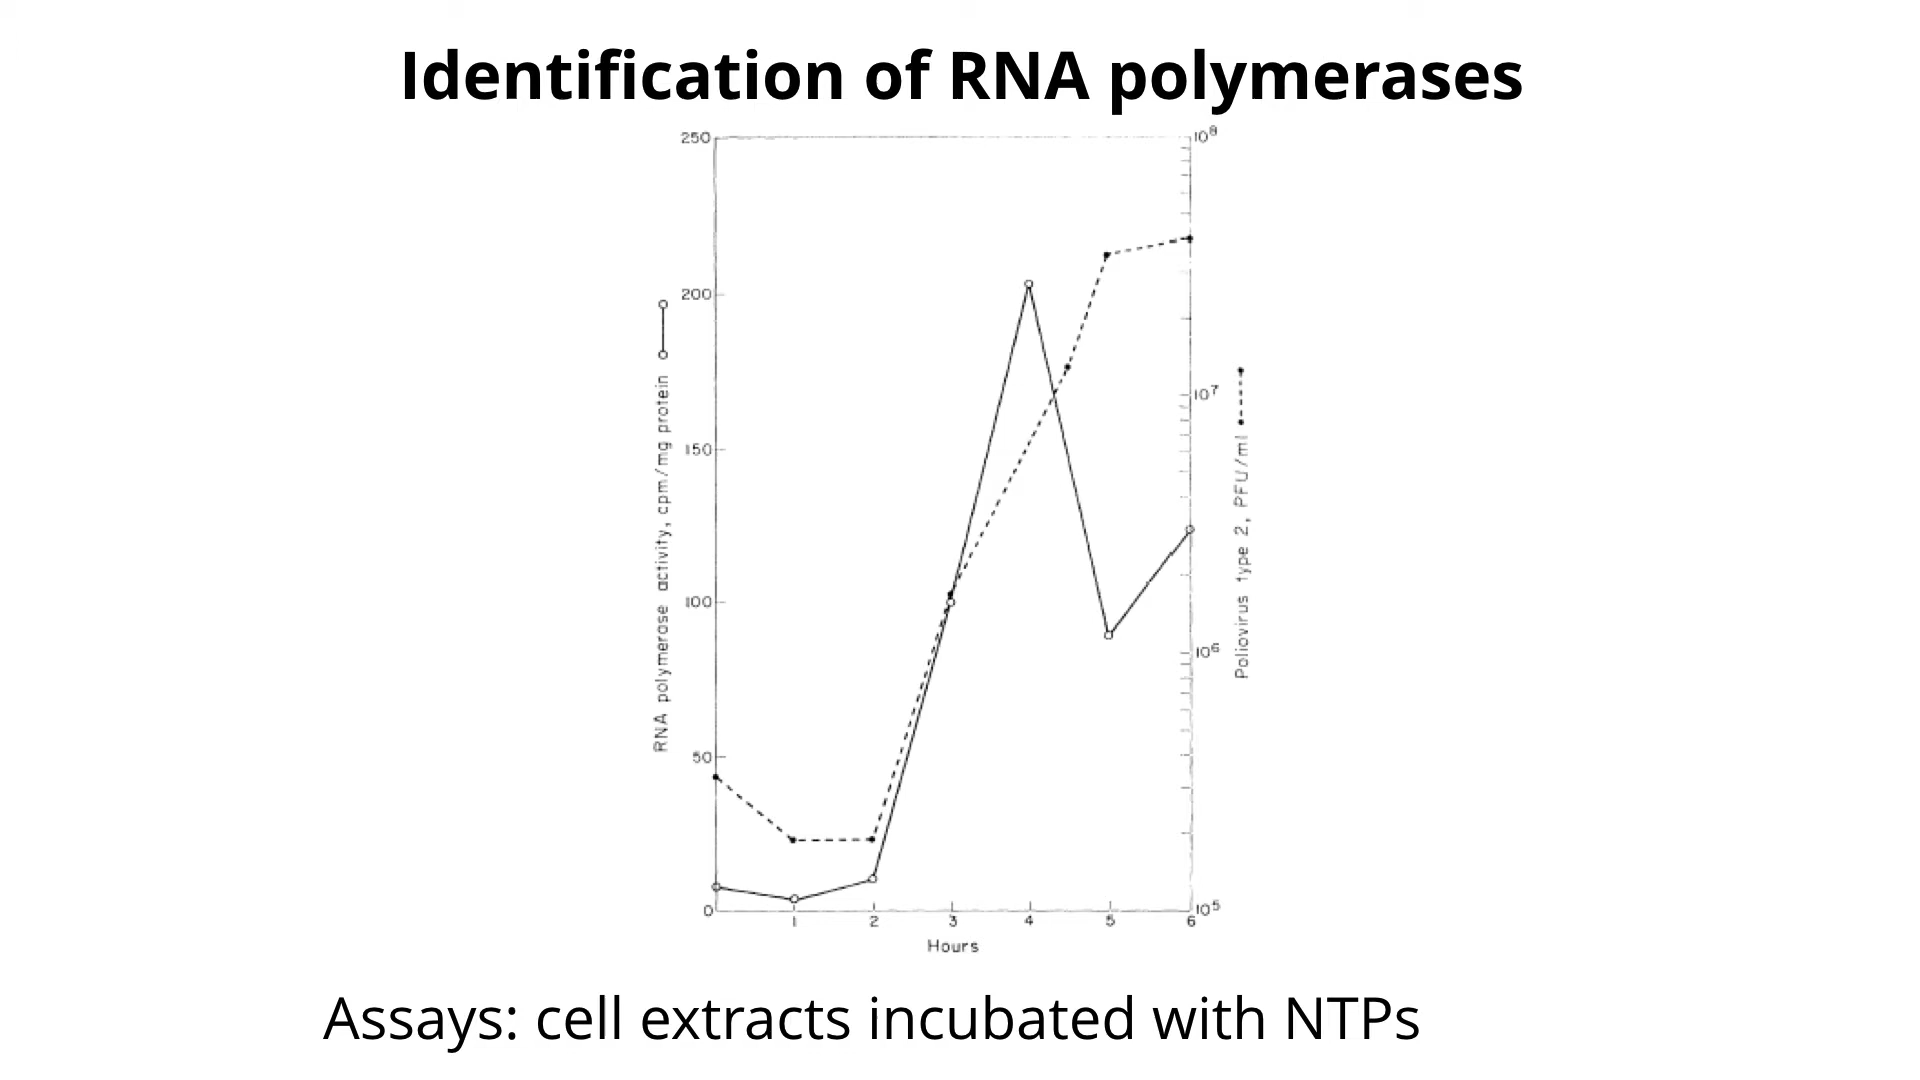 Identification of RNA polymerases
250
200
150
100
50
0
RNA polymerase activity, cpm/mg protein
10⁸
10⁷
10⁶
10⁵
Poliovirus type 2, PFU/ml
1 2 3 4 5 6
Hours
Assays: cell extracts incubated with NTPs